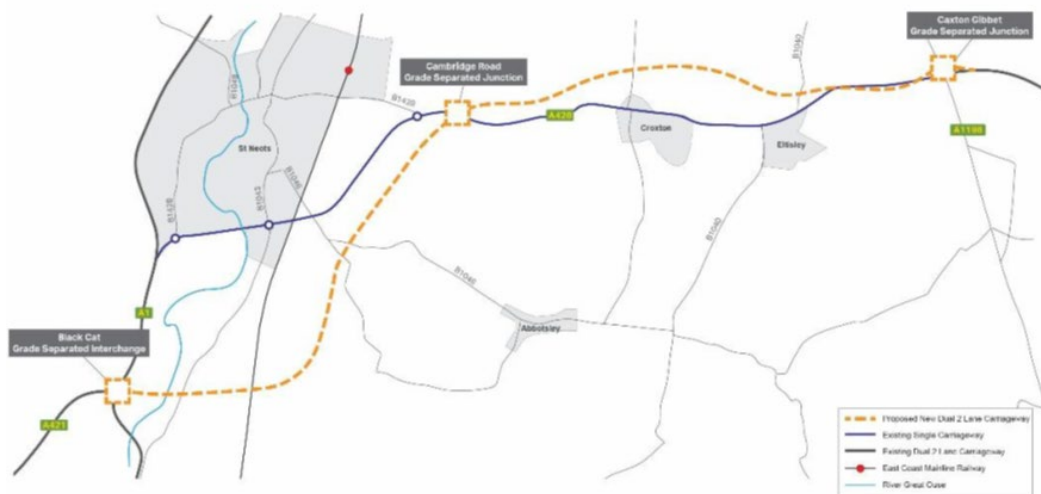 Caxton Gibbet
Grade Separated Junction
Cambridge Road
Grade Separated Junction
B1040
B1428
A428
Croxton
Eltisley
A1198
St Neots
B1428
B1043
B1046
B1040
B1046
Abbotsley
A1
Black Cat
Grade Separated Interchange
A421
Proposed New Dual 2 Lane Carriageway
Existing Single Carriageway
Existing Dual 2 Lane Carriageway
East Coast Mainline Railway
River Great Ouse